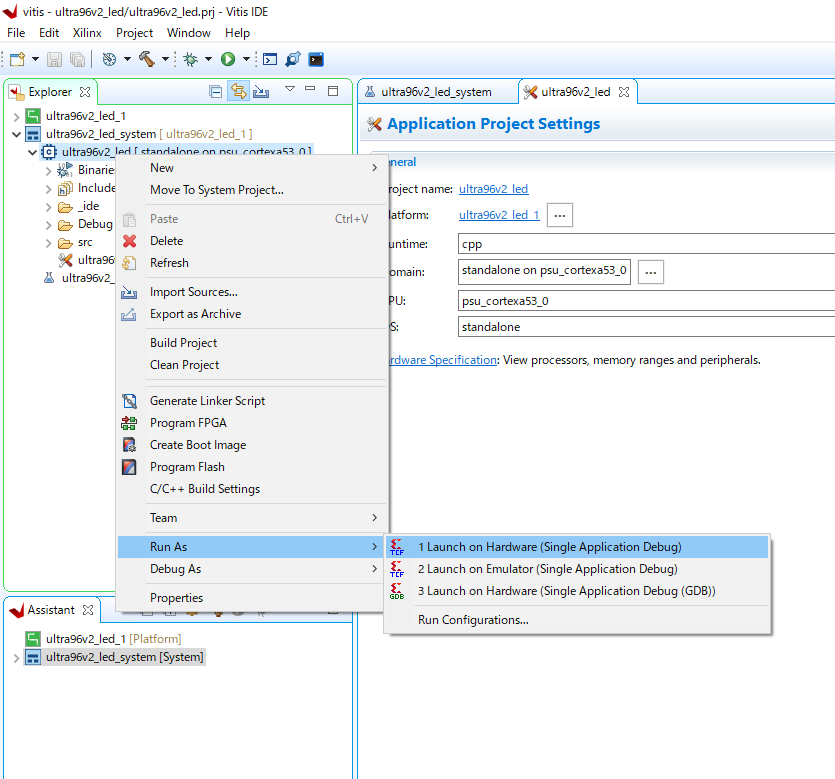 vitis - ultra96v2_led/ultra96v2_led.prj - Vitis IDE
File Edit Xilinx Project Window Help
Explorer
ultra96v2_led_1
ultra96v2_led_system [ ultra96v2_led_1 ]
ultra96v2_led [ standalone on psu_cortexa53_0 ]
Binarie
Include
_ide
Debug
src
ultra96
ultra96v2_
New
Move To System Project...
Paste Ctrl+V
Delete
Refresh
Import Sources...
Export as Archive
Build Project
Clean Project
Generate Linker Script
Program FPGA
Create Boot Image
Program Flash
C/C++ Build Settings
Team
Run As
Debug As
Properties
1 Launch on Hardware (Single Application Debug)
2 Launch on Emulator (Single Application Debug)
3 Launch on Hardware (Single Application Debug (GDB))
Run Configurations...
TCF
TCF
GDB
ultra96v2_led_system
ultra96v2_led
Application Project Settings
eneral
roject name: ultra96v2_led
latform: ultra96v2_led_1 ...
untime: cpp
omain: standalone on psu_cortexa53_0 ...
PU: psu_cortexa53_0
S: standalone
rdware Specification: View processors, memory ranges and peripherals.
Assistant
ultra96v2_led_1 [Platform]
ultra96v2_led_system [System]